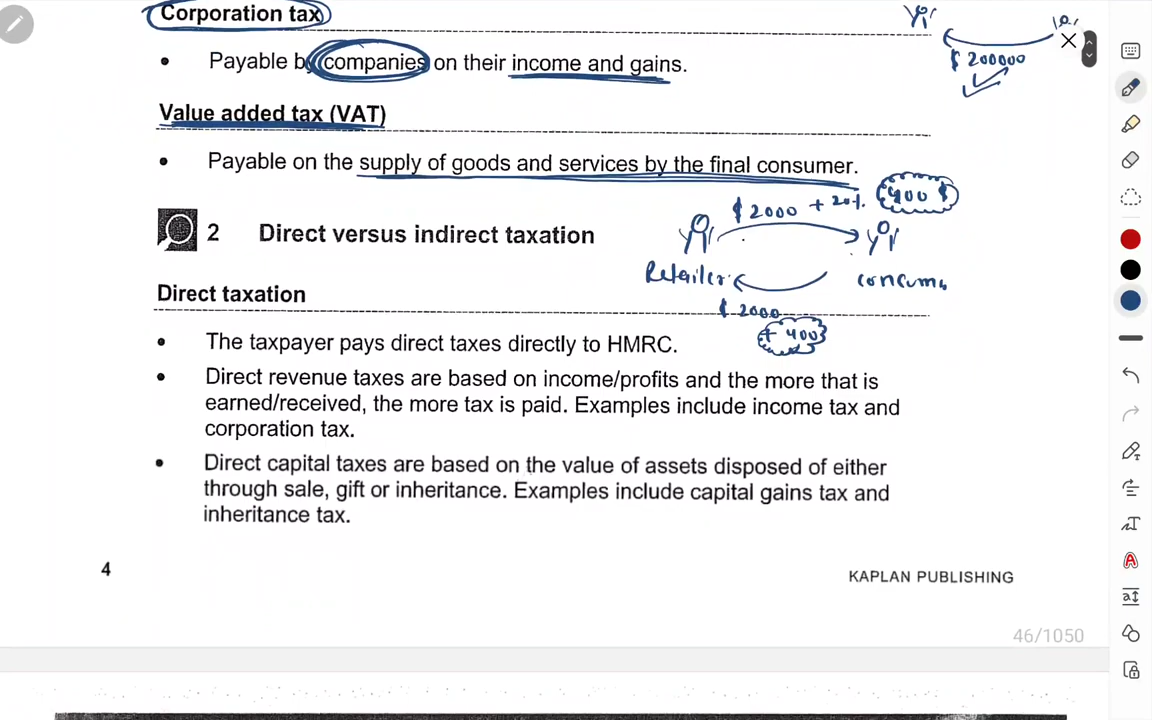 Corporation tax
$ 200000
• Payable by companies on their income and gains.
Value added tax (VAT)
• Payable on the supply of goods and services by the final consumer.
$ 2000 + 20%. 400 $
2 Direct versus indirect taxation
Retailer
$ 2000
+ 400
Direct taxation
• The taxpayer pays direct taxes directly to HMRC.
• Direct revenue taxes are based on income/profits and the more that is
earned/received, the more tax is paid. Examples include income tax and
corporation tax.
• Direct capital taxes are based on the value of assets disposed of either
through sale, gift or inheritance. Examples include capital gains tax and
inheritance tax.
4
KAPLAN PUBLISHING
46/1050